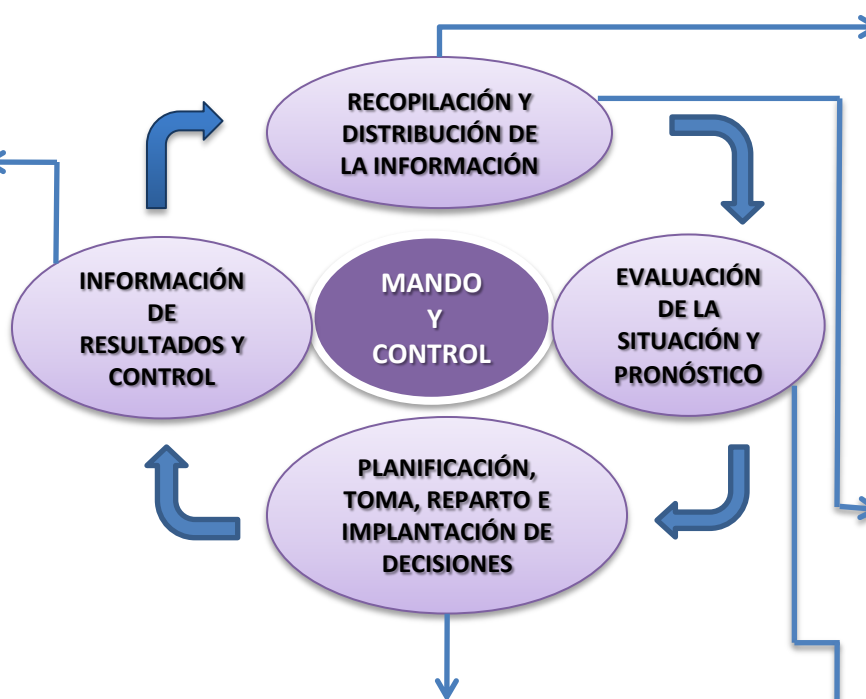 RECOPILACIÓN Y
DISTRIBUCIÓN DE
LA INFORMACIÓN
INFORMACIÓN
DE
RESULTADOS Y
CONTROL
MANDO
Y
CONTROL
EVALUACIÓN
DE LA
SITUACIÓN Y
PRONÓSTICO
PLANIFICACIÓN,
TOMA, REPARTO E
IMPLANTACIÓN DE
DECISIONES